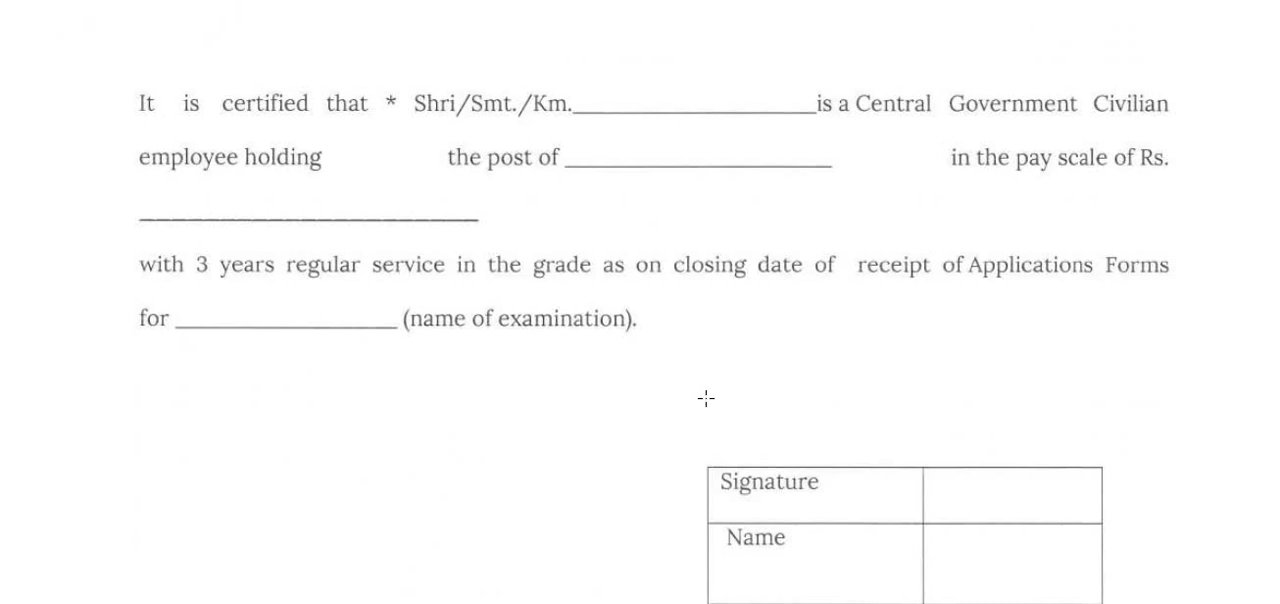 It is certified that * Shri/Smt./Km.____________________is a Central Government Civilian
employee holding the post of ______________________ in the pay scale of Rs.
____________________________
with 3 years regular service in the grade as on closing date of receipt of Applications Forms
for __________________ (name of examination).
Signature
Name